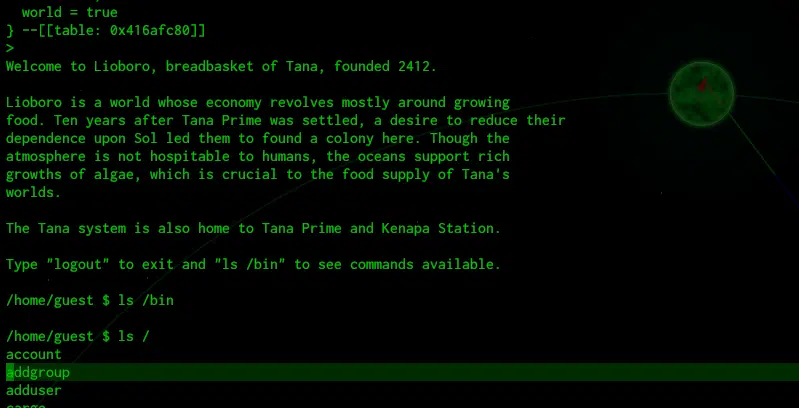 world = true
} --[[table: 0x416afc80]]
>
Welcome to Lioboro, breadbasket of Tana, founded 2412.
Lioboro is a world whose economy revolves mostly around growing
food. Ten years after Tana Prime was settled, a desire to reduce their
dependence upon Sol led them to found a colony here. Though the
atmosphere is not hospitable to humans, the oceans support rich
growths of algae, which is crucial to the food supply of Tana's
worlds.
The Tana system is also home to Tana Prime and Kenapa Station.
Type "logout" to exit and "ls /bin" to see commands available.
/home/guest $ ls /bin
/home/guest $ ls /
account
addgroup
adduser
cargo